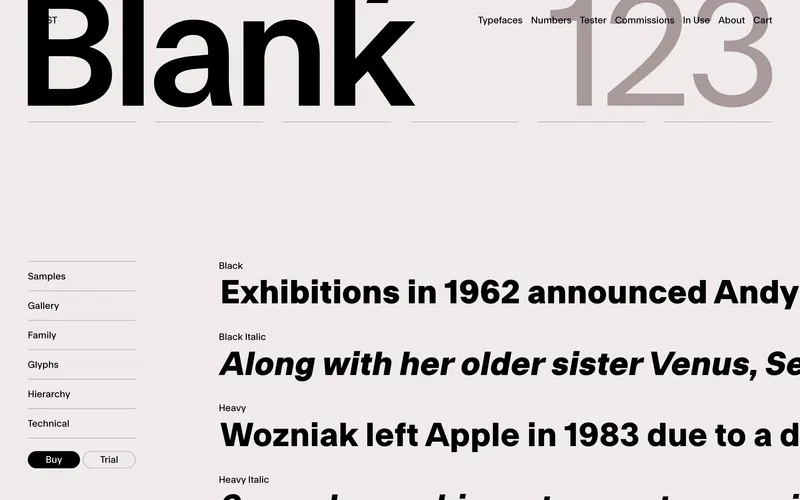 Blank
123
Typefaces Numbers Tester Commissions In Use About Cart
Samples
Gallery
Family
Glyphs
Hierarchy
Technical
Buy Trial
Black
Exhibitions in 1962 announced Andy
Black Italic
Along with her older sister Venus, Se
Heavy
Wozniak left Apple in 1983 due to a d
Heavy Italic